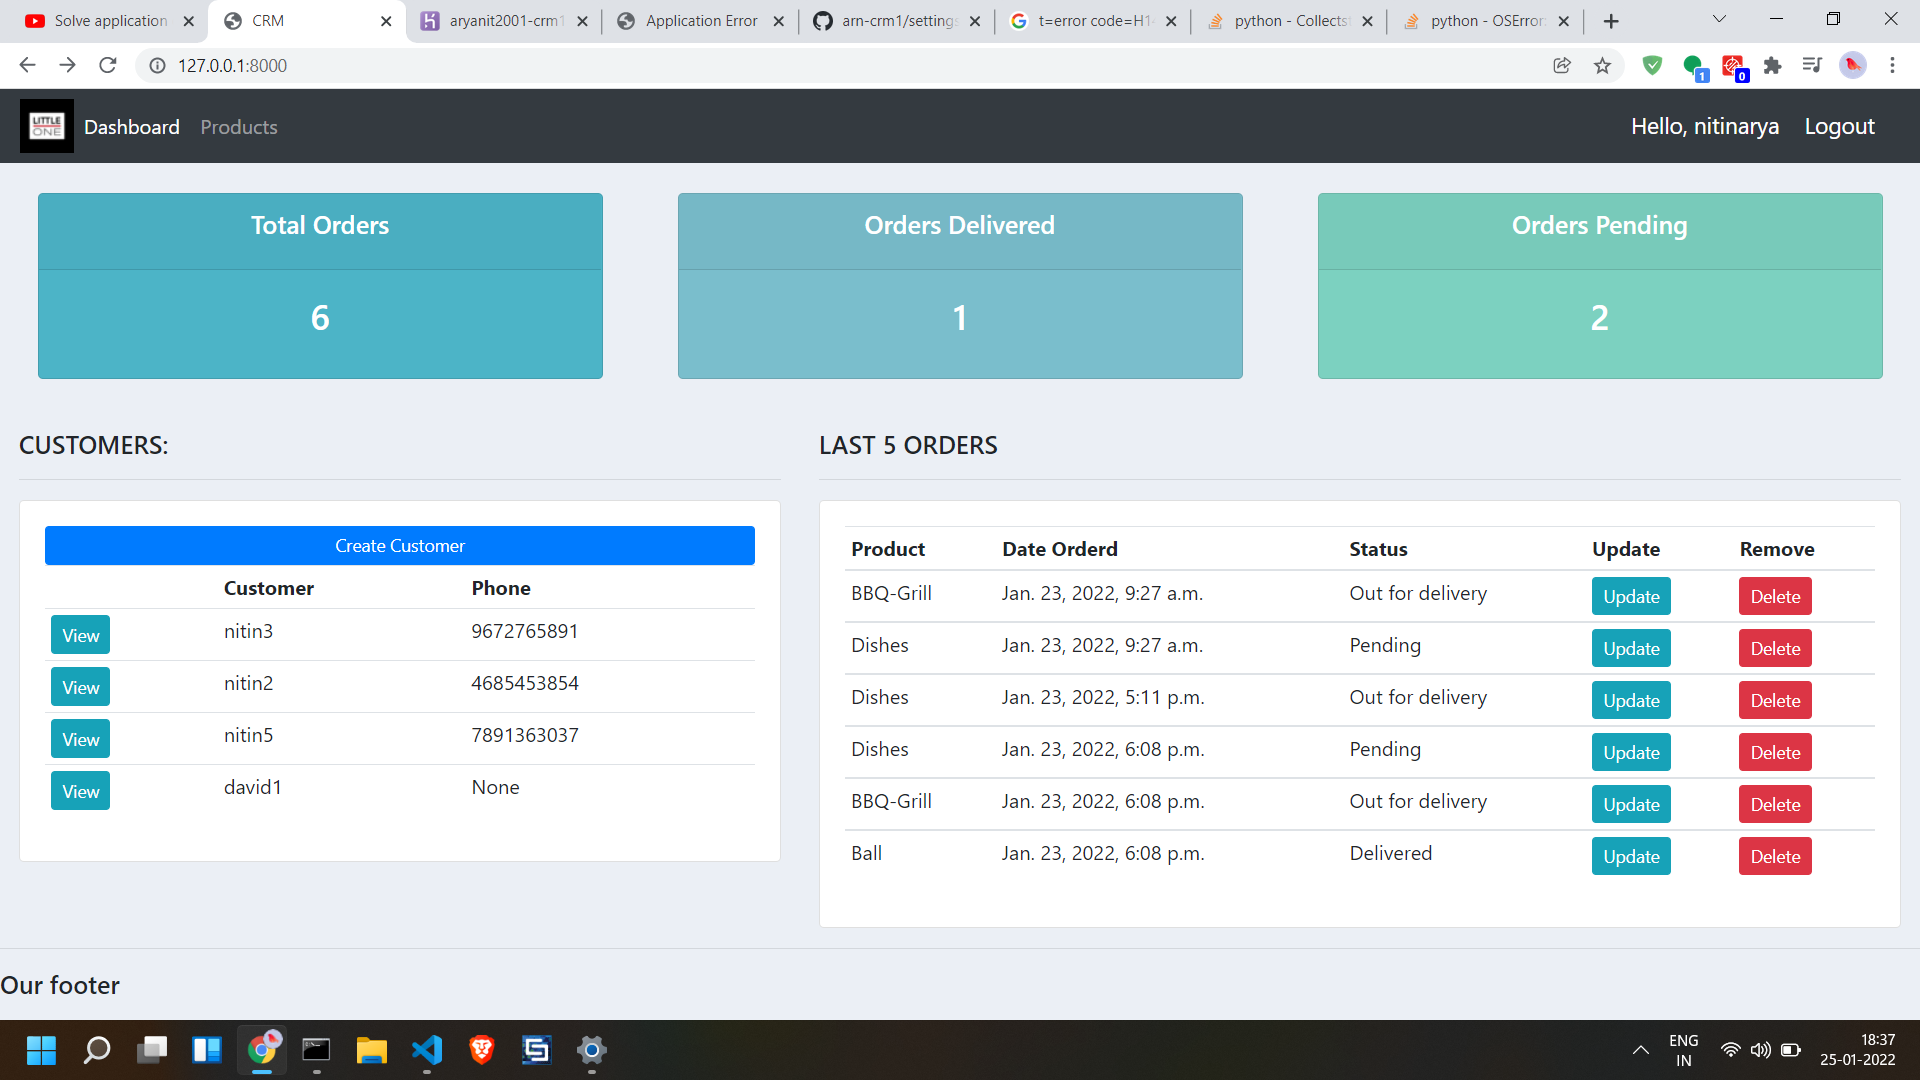 Solve application
CRM
aryanit2001-crm1
Application Error
arn-crm1/settings
t=error code=H1
python - Collectst
python - OSError:
127.0.0.1:8000
1
0
LITTLE
ONE
Dashboard
Products
Hello, nitinarya
Logout
Total Orders
Orders Delivered
Orders Pending
6
1
2
CUSTOMERS:
LAST 5 ORDERS
Create Customer
Customer Phone
View nitin3 9672765891
View nitin2 4685453854
View nitin5 7891363037
View david1 None
Product Date Orderd Status Update Remove
BBQ-Grill Jan. 23, 2022, 9:27 a.m. Out for delivery Update Delete
Dishes Jan. 23, 2022, 9:27 a.m. Pending Update Delete
Dishes Jan. 23, 2022, 5:11 p.m. Out for delivery Update Delete
Dishes Jan. 23, 2022, 6:08 p.m. Pending Update Delete
BBQ-Grill Jan. 23, 2022, 6:08 p.m. Out for delivery Update Delete
Ball Jan. 23, 2022, 6:08 p.m. Delivered Update Delete
Our footer
ENG
IN
18:37
25-01-2022